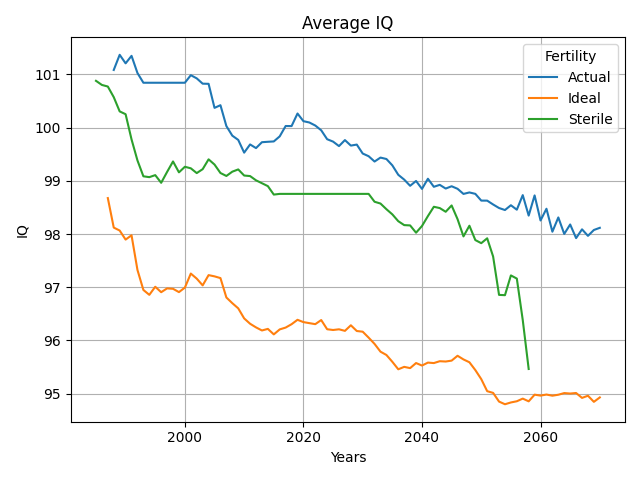 Average IQ
Fertility
Actual
Ideal
Sterile
101
100
99
98
97
96
95
IQ
2000
2020
2040
2060
Years